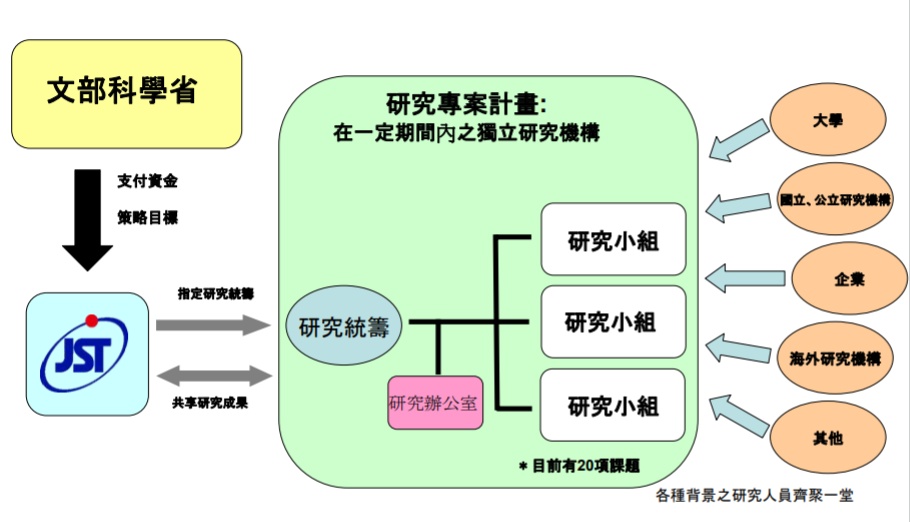 文部科學省
支付資金
策略目標
JST
指定研究統籌
共享研究成果
研究專案計畫:
在一定期間內之獨立研究機構
研究統籌
研究辦公室
研究小組
研究小組
研究小組
＊目前有20項課題
大學
國立、公立研究機構
企業
海外研究機構
其他
各種背景之研究人員齊聚一堂